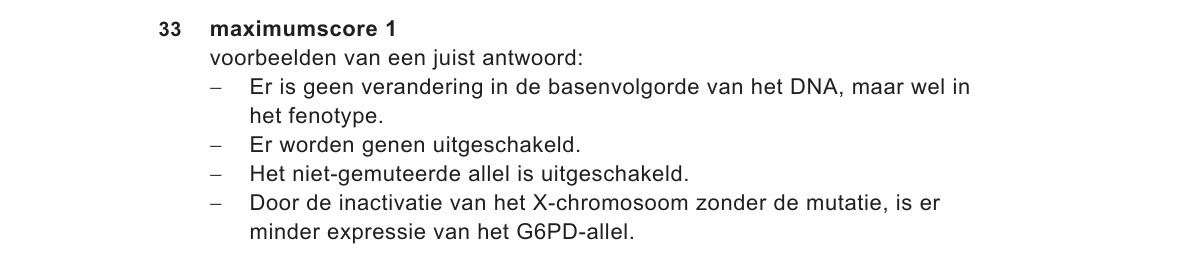 33 maximumscore 1
voorbeelden van een juist antwoord:
− Er is geen verandering in de basenvolgorde van het DNA, maar wel in
het fenotype.
− Er worden genen uitgeschakeld.
− Het niet-gemuteerde allel is uitgeschakeld.
− Door de inactivatie van het X-chromosoom zonder de mutatie, is er
minder expressie van het G6PD-allel.